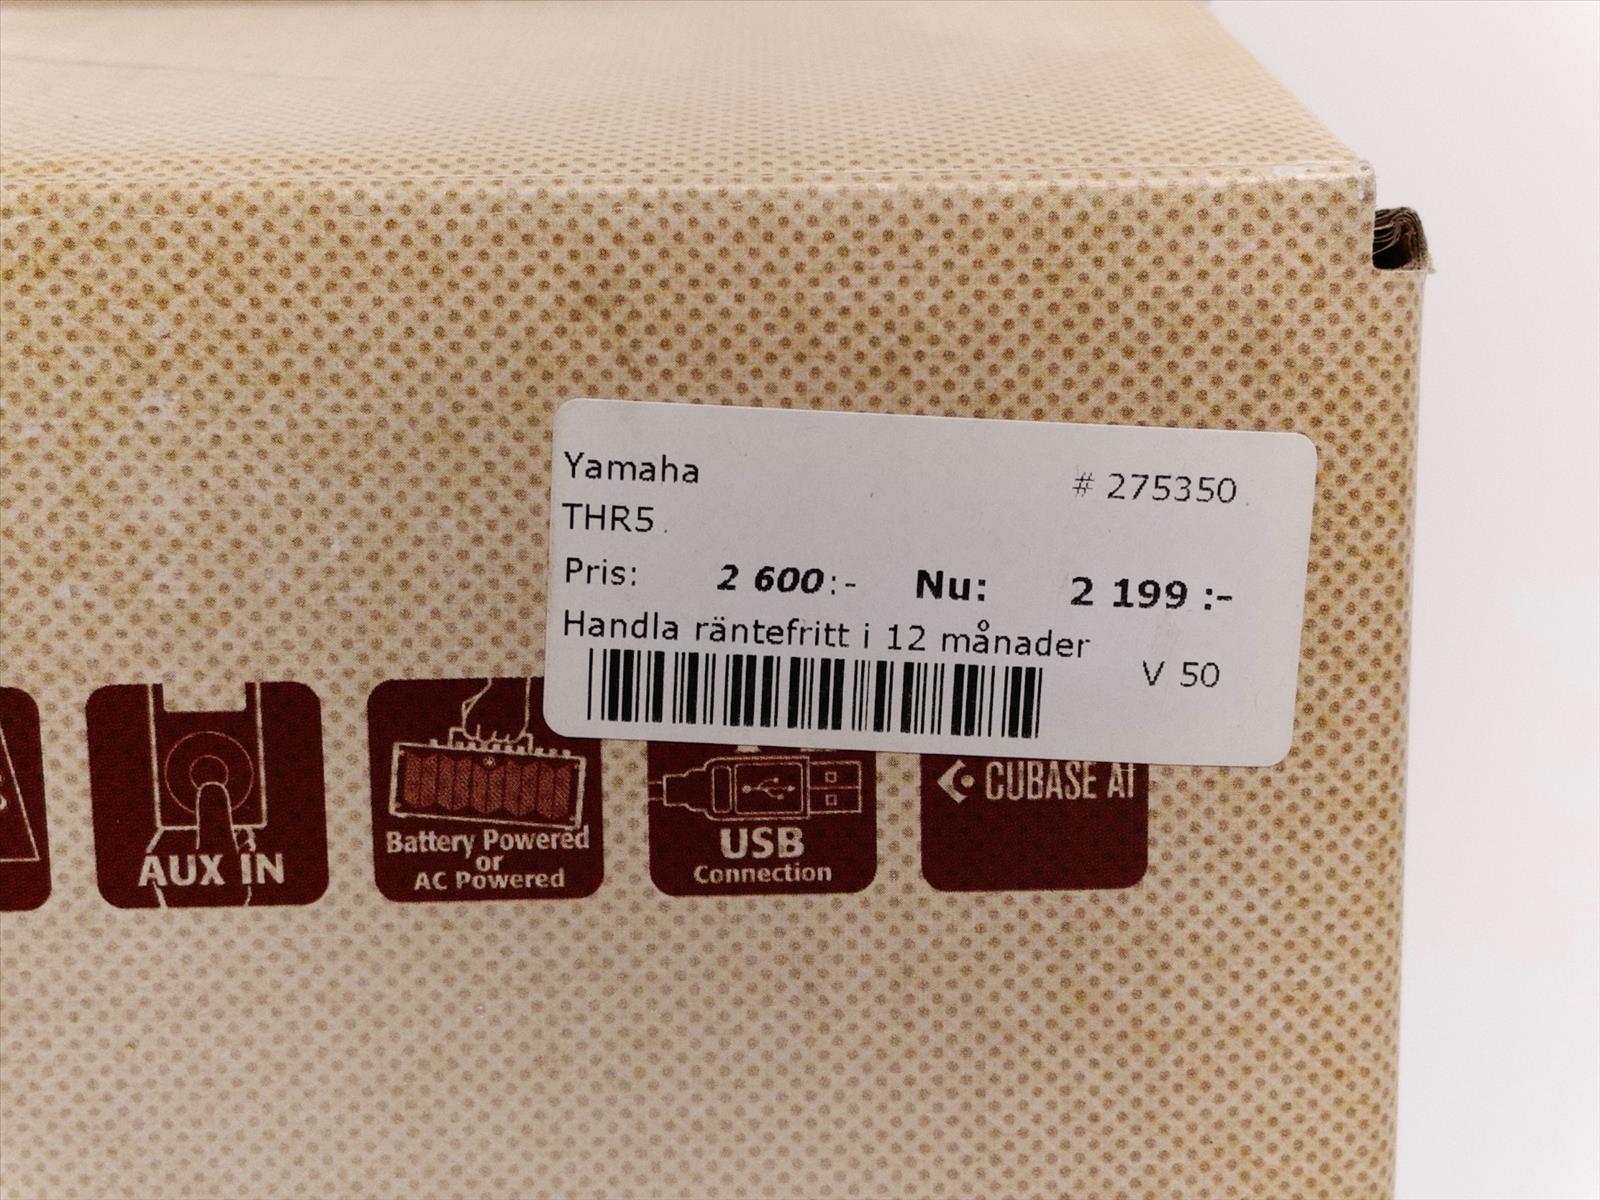 Yamaha # 275350
THR5
Pris: 2 600:- Nu: 2 199 :-
Handla räntefritt i 12 månader
V 50
AUX IN
Battery Powered
or
AC Powered
USB
Connection
CUBASE AI